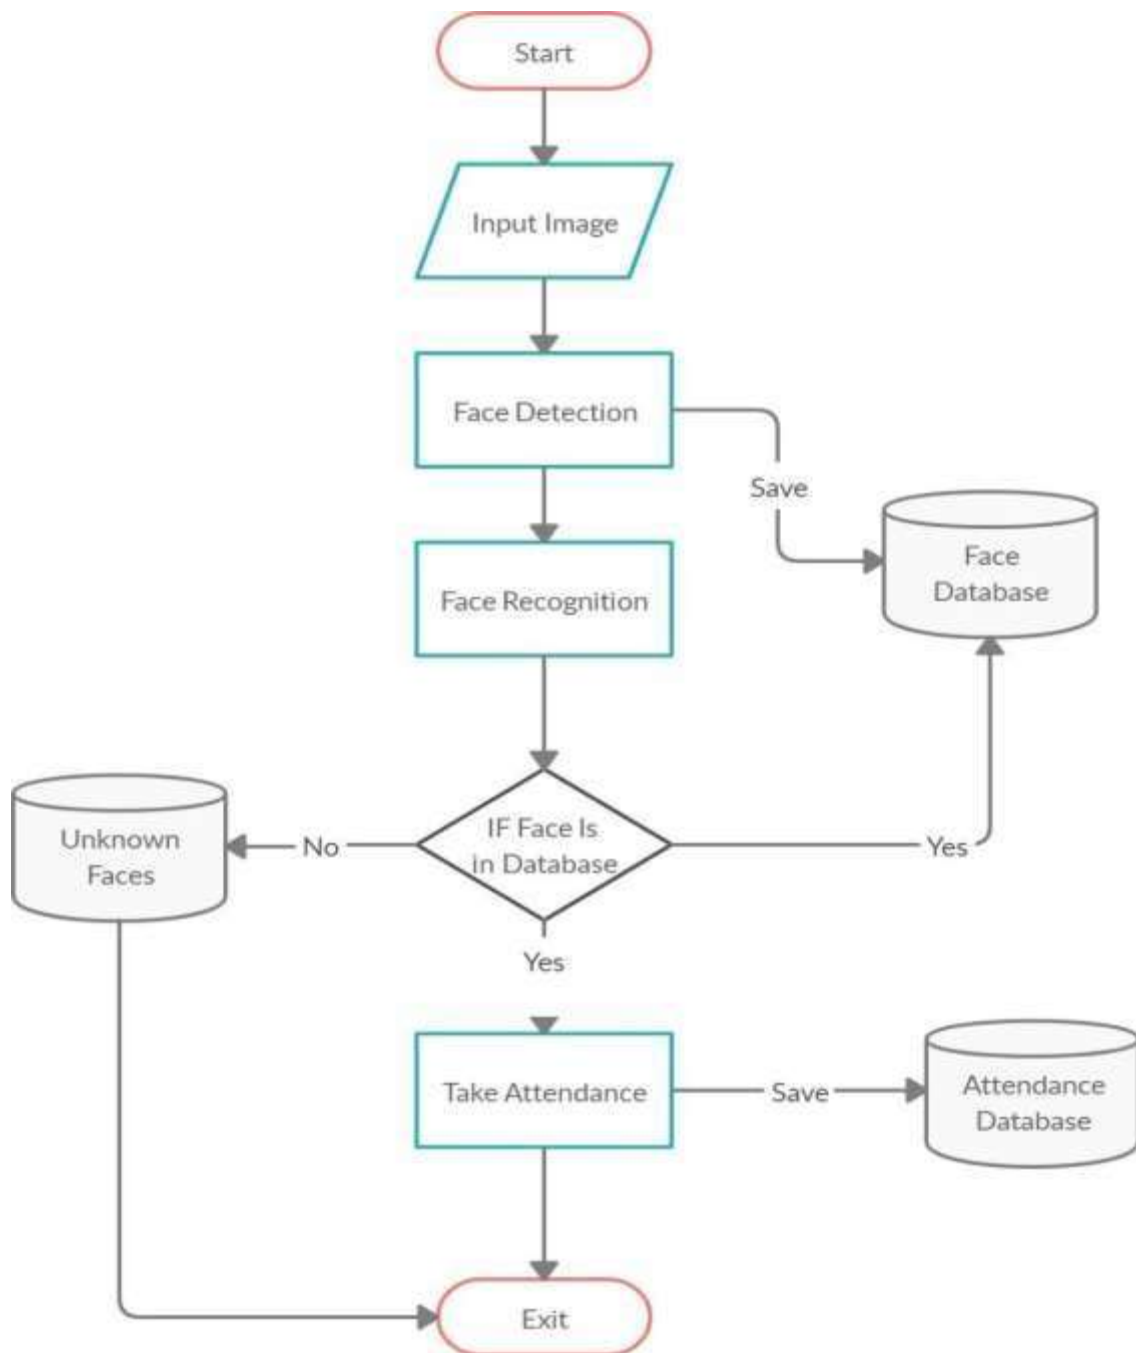 Start
Input Image
Face Detection
Save
Face
Database
Face Recognition
IF Face Is
in Database
No
Yes
Unknown
Faces
Yes
Take Attendance
Save
Attendance
Database
Exit